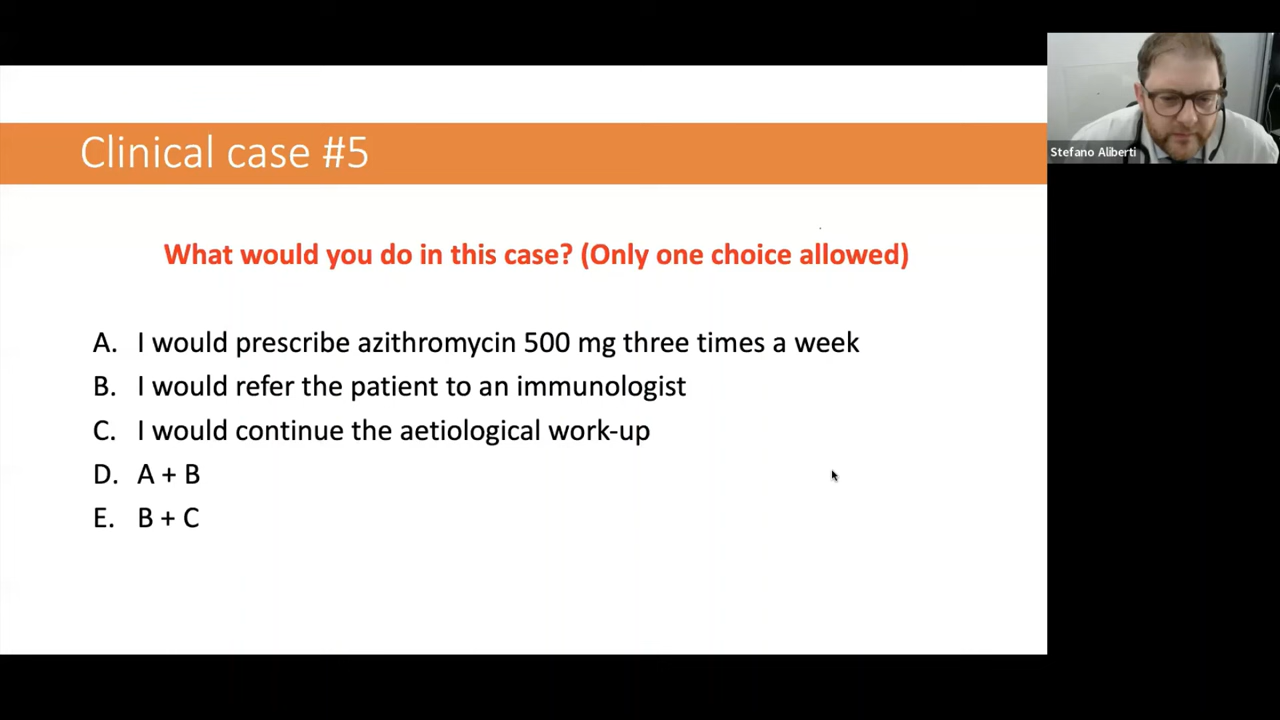 Clinical case #5
Stefano Aliberti
What would you do in this case? (Only one choice allowed)
A. I would prescribe azithromycin 500 mg three times a week
B. I would refer the patient to an immunologist
C. I would continue the aetiological work-up
D. A + B
E. B + C